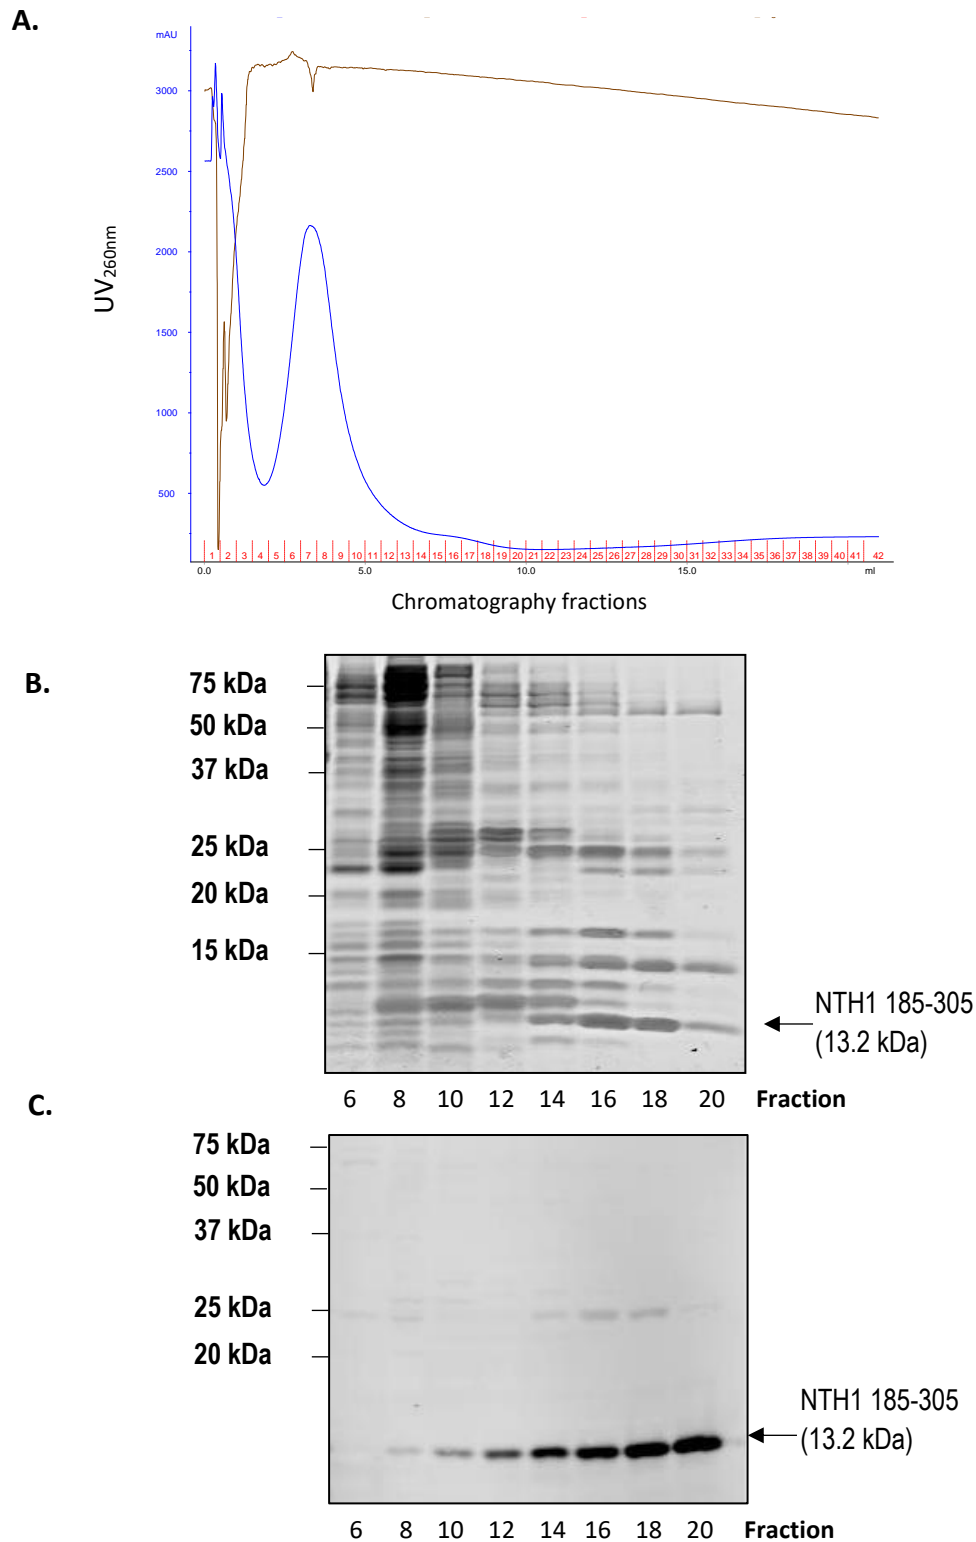 A.
mAU
3000
2500
2000
1500
1000
500
UV260nm
1 2 3 4 5 6 7 8 9 10 11 12 13 14 15 16 17 18 19 20 21 22 23 24 25 26 27 28 29 30 31 32 33 34 35 36 37 38 39 40 41 42
0.0 5.0 10.0 15.0 ml
Chromatography fractions
B.
75 kDa
50 kDa
37 kDa
25 kDa
20 kDa
15 kDa
NTH1 185-305
(13.2 kDa)
6 8 10 12 14 16 18 20 Fraction
C.
75 kDa
50 kDa
37 kDa
25 kDa
20 kDa
NTH1 185-305
(13.2 kDa)
6 8 10 12 14 16 18 20 Fraction